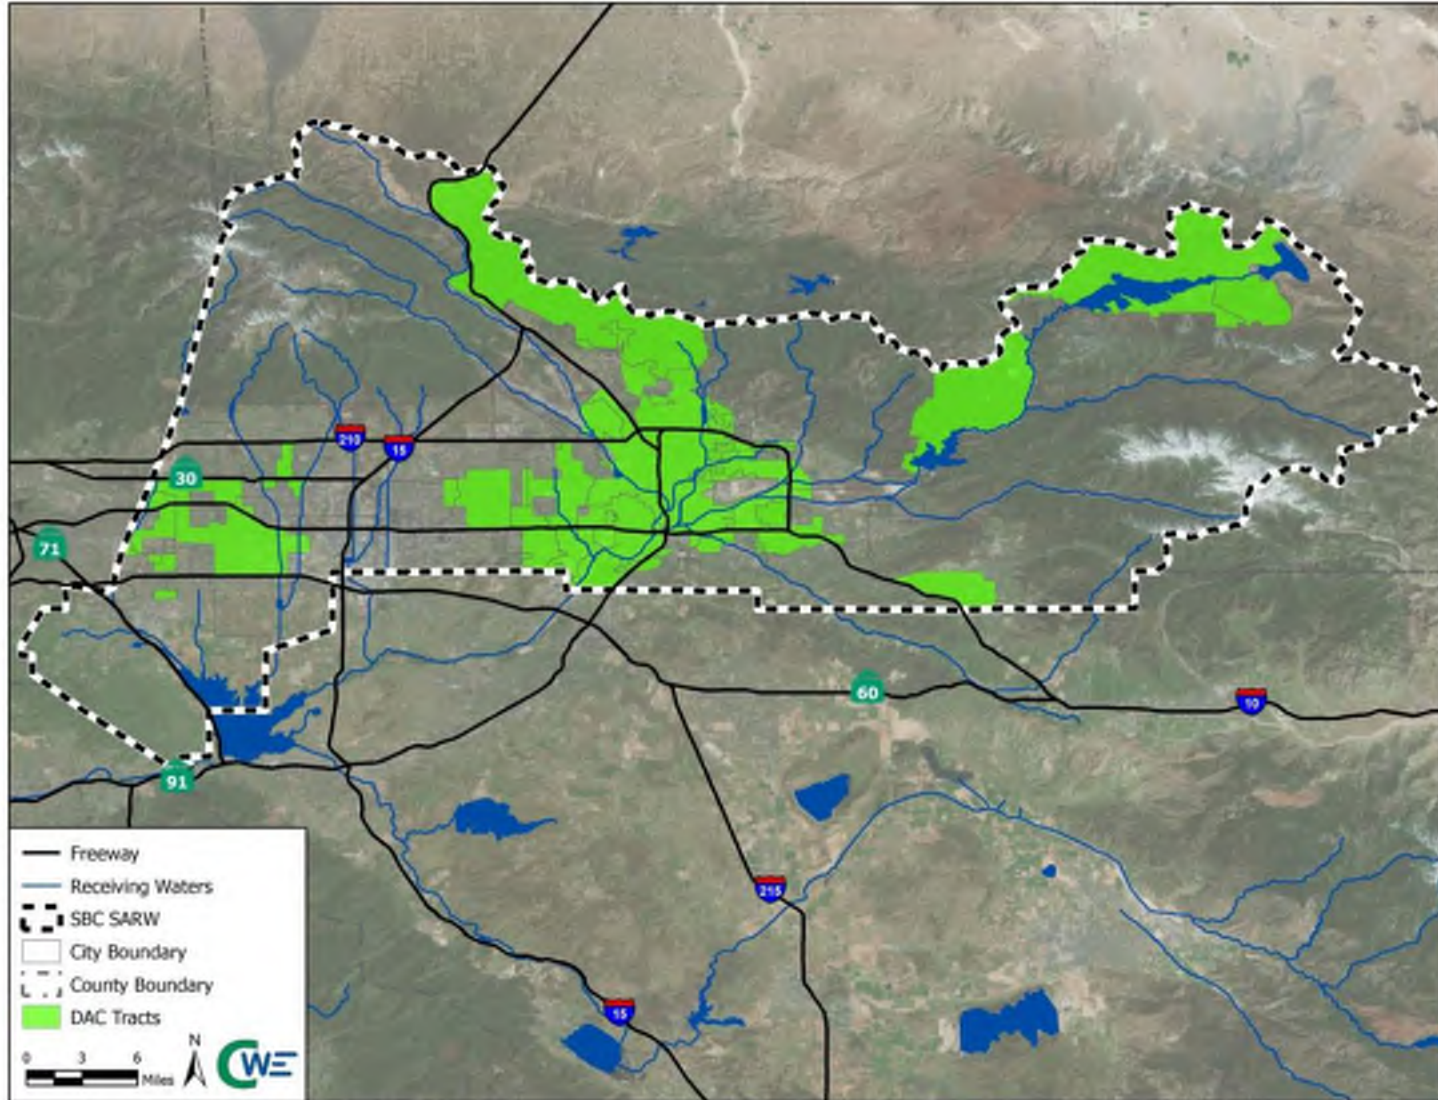 210
15
30
71
60
10
91
215
15
Freeway
Receiving Waters
SBC SARW
City Boundary
County Boundary
DAC Tracts
0 3 6
Miles
N
CWE